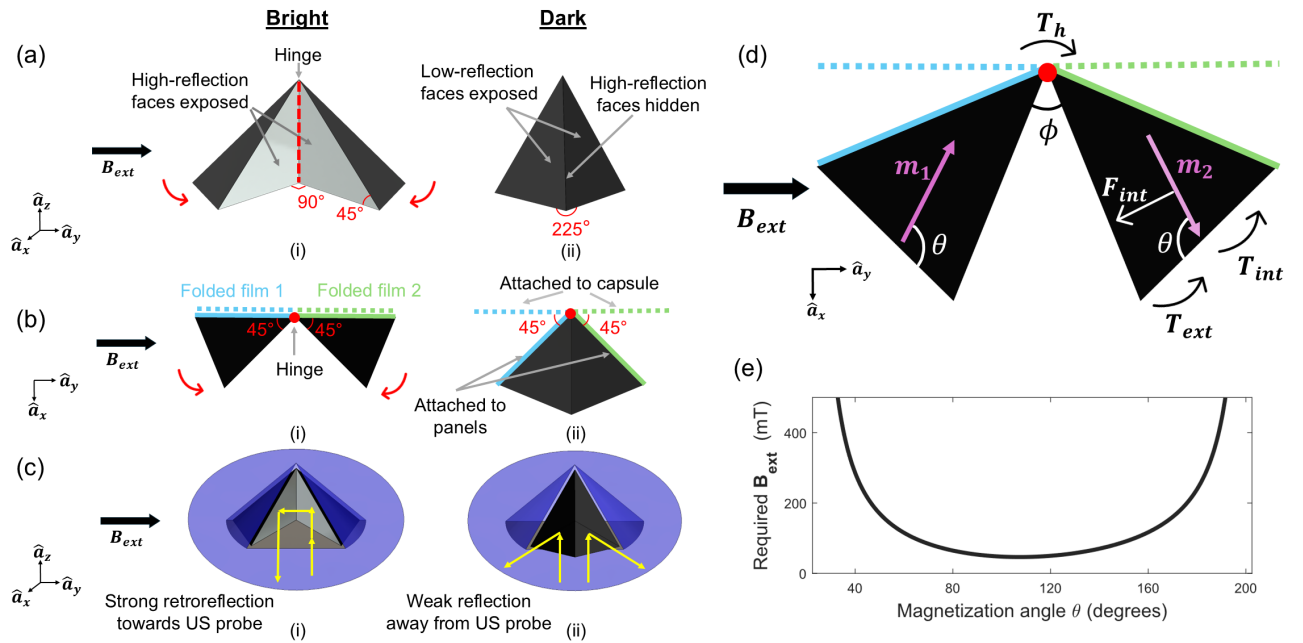 Bright
Dark
(a)
Hinge
High-reflection
faces exposed
Low-reflection
faces exposed
High-reflection
faces hidden
B_ext
90°
45°
225°
â_z
â_x
â_y
(i)
(ii)
(b)
Folded film 1
Folded film 2
Attached to capsule
45°
45°
45°
45°
B_ext
Hinge
â_y
â_x
Attached to
panels
(i)
(ii)
(c)
B_ext
â_z
â_x
â_y
Strong retroreflection
towards US probe
Weak reflection
away from US probe
(i)
(ii)
(d)
T_h
ϕ
m_1
m_2
F_int
B_ext
θ
θ
T_int
T_ext
â_y
â_x
(e)
Required B_ext (mT)
400
200
0
40
80
120
160
200
Magnetization angle θ (degrees)